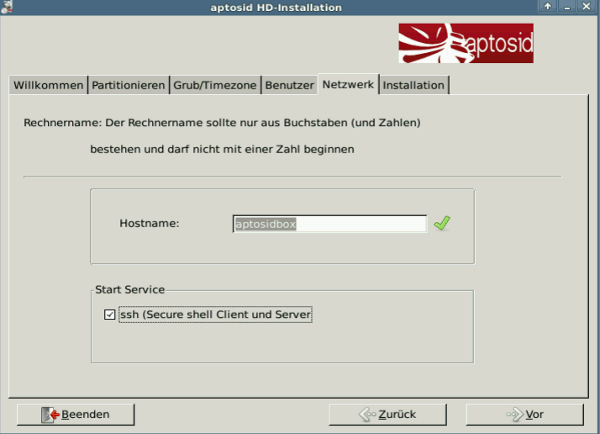 aptosid HD-Installation
aptosid
Willkommen Partitionieren Grub/Timezone Benutzer Netzwerk Installation
Rechnername: Der Rechnername sollte nur aus Buchstaben (und Zahlen)
bestehen und darf nicht mit einer Zahl beginnen
Hostname: aptosidbox
Start Service
ssh (Secure shell Client und Server
Beenden Zurück Vor